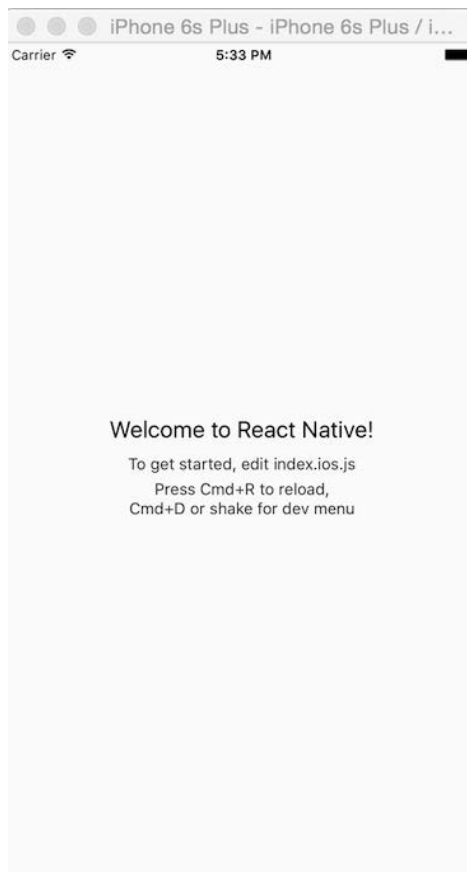 iPhone 6s Plus - iPhone 6s Plus / i...
Carrier 5:33 PM
Welcome to React Native!
To get started, edit index.ios.js
Press Cmd+R to reload,
Cmd+D or shake for dev menu